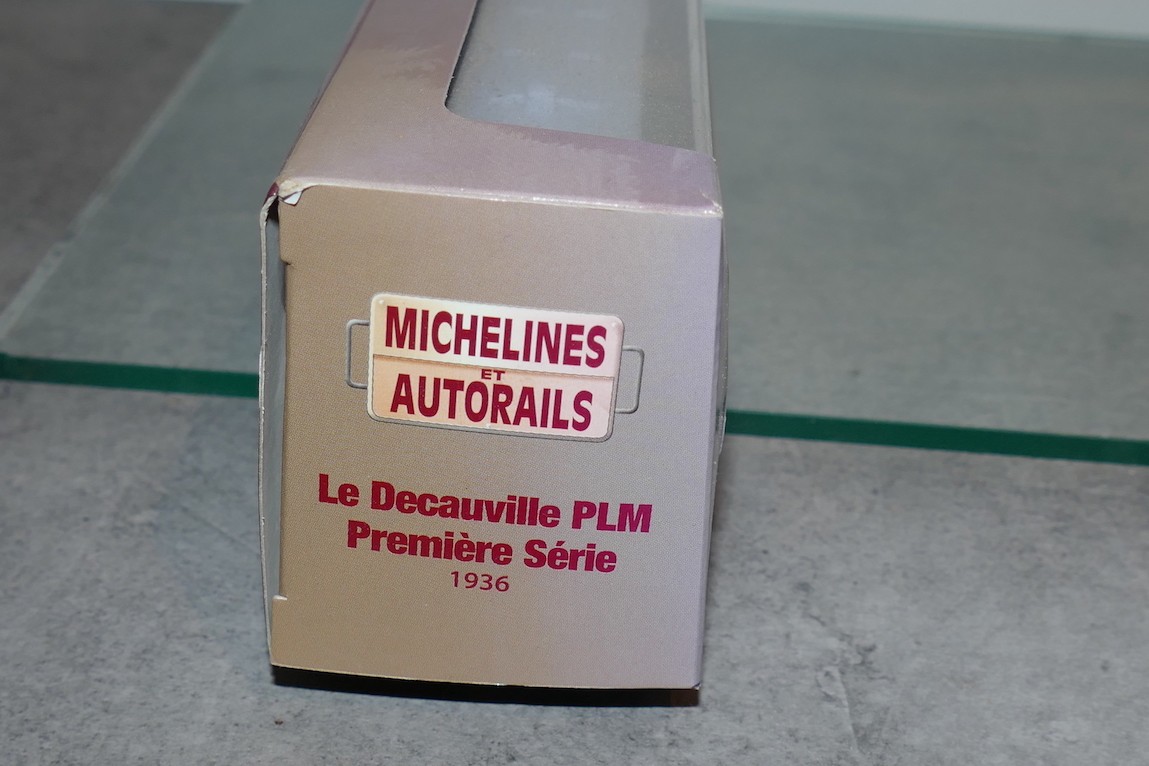 MICHELINES
ET
AUTORAILS
Le Decauville PLM
Première Série
1936